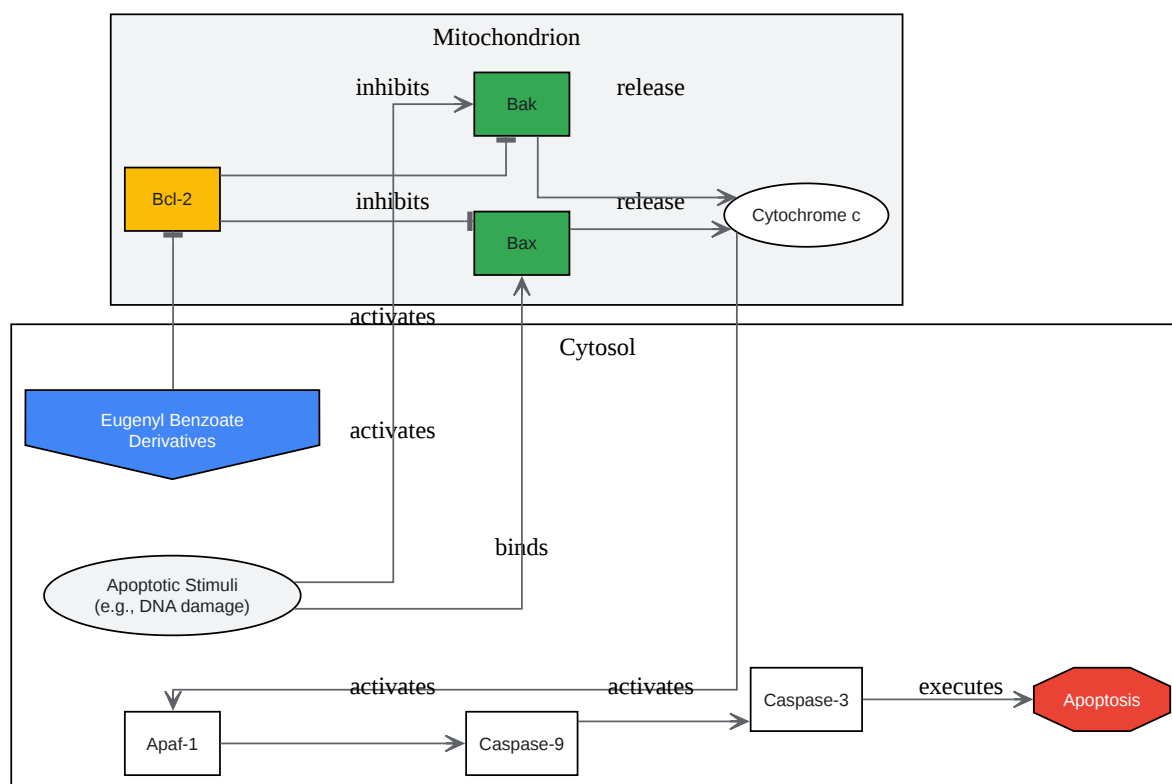 Mitochondrion
inhibits
release
Bak
Bcl-2
inhibits
release
Cytochrome c
Bax
activates
Cytosol
Eugenyl Benzoate
Derivatives
activates
binds
Apoptotic Stimuli
(e.g., DNA damage)
activates
activates
Caspase-3
executes
Apoptosis
Apaf-1
Caspase-9